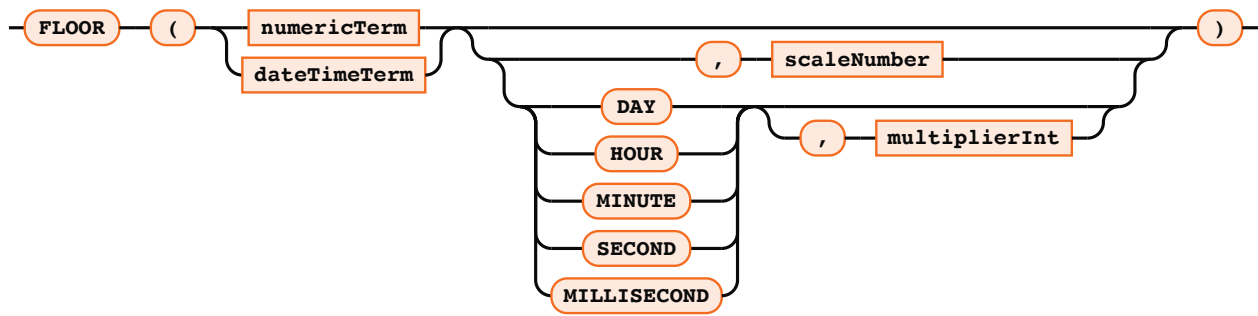 FLOOR ( numericTerm )
dateTimeTerm
, scaleNumber
DAY
, multiplierInt
HOUR
MINUTE
SECOND
MILLISECOND